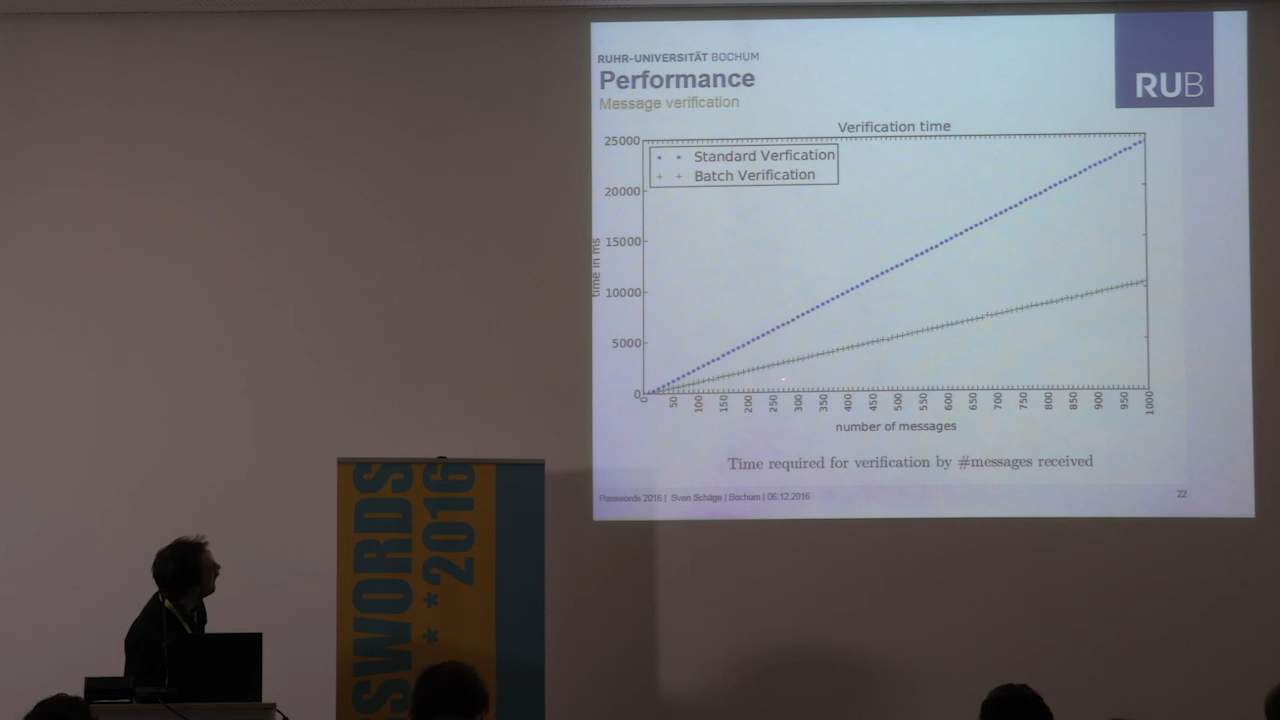 RUHR-UNIVERSITÄT BOCHUM
Performance
Message verification
RUB
Verification time
Standard Verfication
Batch Verification
25000
20000
15000
10000
5000
0
time in ms
0 50 100 150 200 250 300 350 400 450 500 550 600 650 700 750 800 850 900 950 1000
number of messages
Time required for verification by #messages received
Passwords 2016 | Sven Schäge | Bochum | 06.12.2016
22
SWORDS
* * 2016